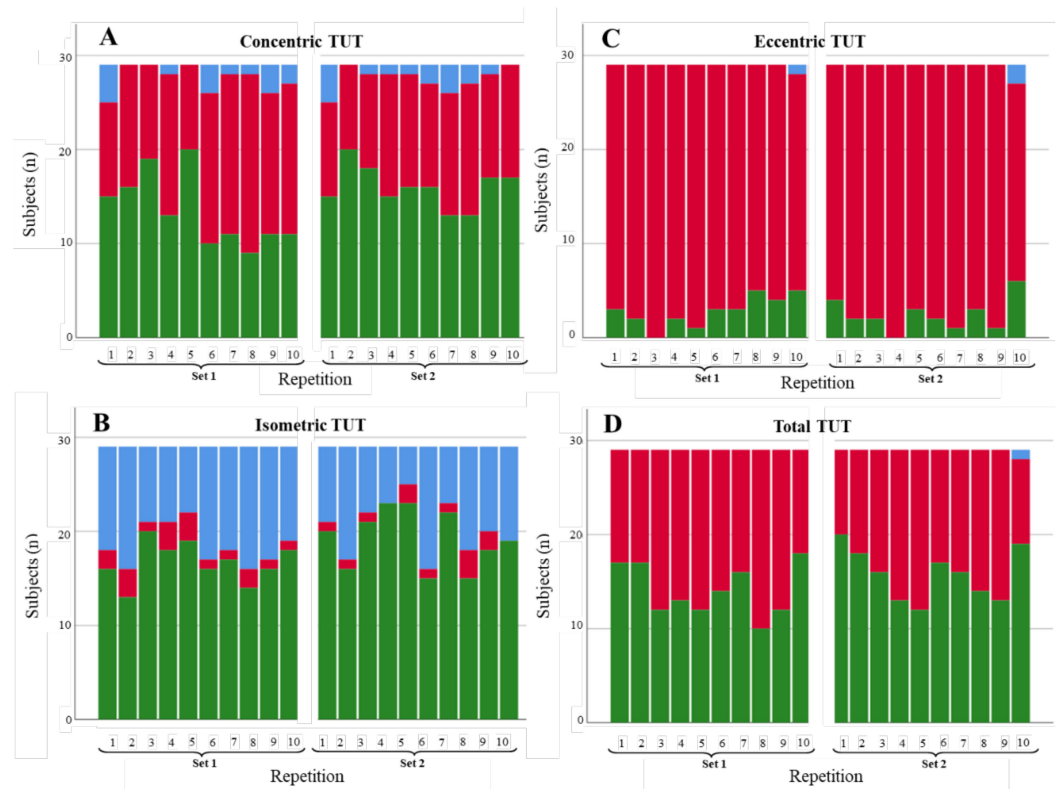 A
Concentric TUT
30
20
10
0
Subjects (n)
1 2 3 4 5 6 7 8 9 10
1 2 3 4 5 6 7 8 9 10
Set 1
Set 2
Repetition
C
Eccentric TUT
30
20
10
0
Subjects (n)
1 2 3 4 5 6 7 8 9 10
1 2 3 4 5 6 7 8 9 10
Set 1
Set 2
Repetition
B
Isometric TUT
30
20
10
0
Subjects (n)
1 2 3 4 5 6 7 8 9 10
1 2 3 4 5 6 7 8 9 10
Set 1
Set 2
Repetition
D
Total TUT
30
20
10
0
Subjects (n)
1 2 3 4 5 6 7 8 9 10
1 2 3 4 5 6 7 8 9 10
Set 1
Set 2
Repetition